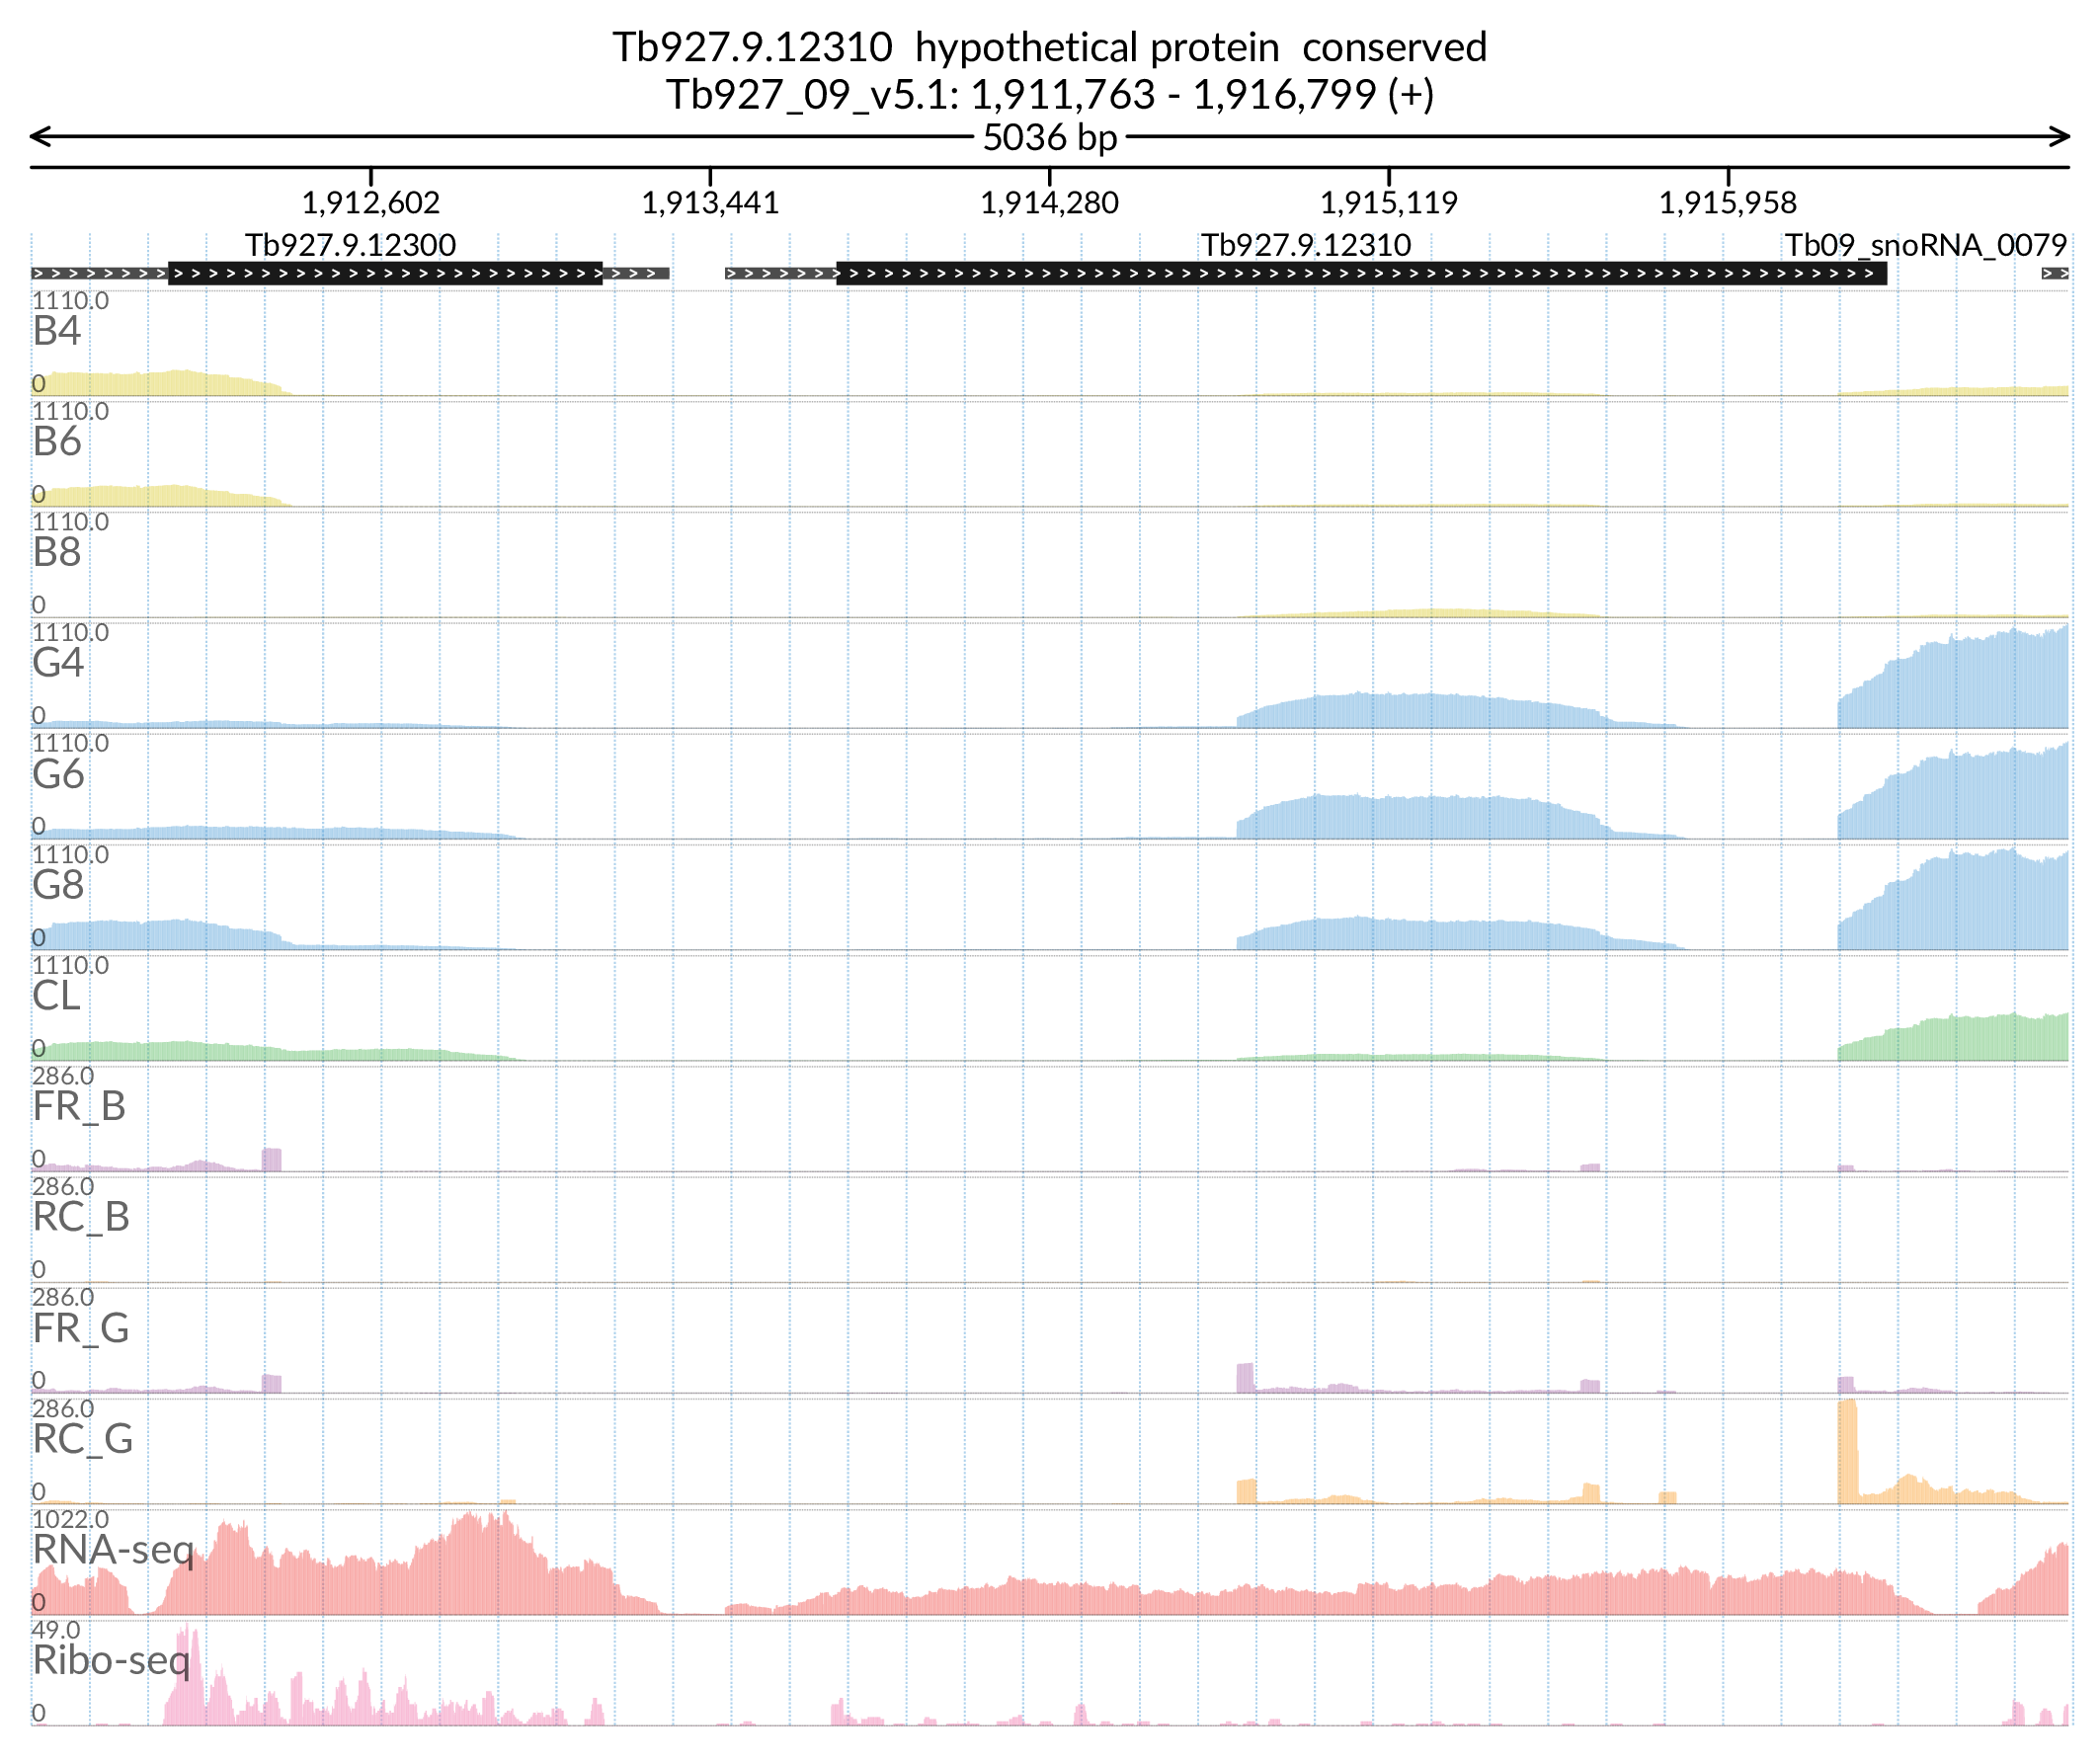 Tb927.9.12310 hypothetical protein conserved
Tb927_09_v5.1: 1,911,763 - 1,916,799 (+)
5036 bp
1,912,602 1,913,441 1,914,280 1,915,119 1,915,958
Tb927.9.12300 Tb927.9.12310 Tb09_snoRNA_0079
1110.0
B4
0
1110.0
B6
0
1110.0
B8
0
1110.0
G4
0
1110.0
G6
0
1110.0
G8
0
1110.0
CL
0
286.0
FR_B
0
286.0
RC_B
0
286.0
FR_G
0
286.0
RC_G
0
1022.0
RNA-seq
0
49.0
Ribo-seq
0